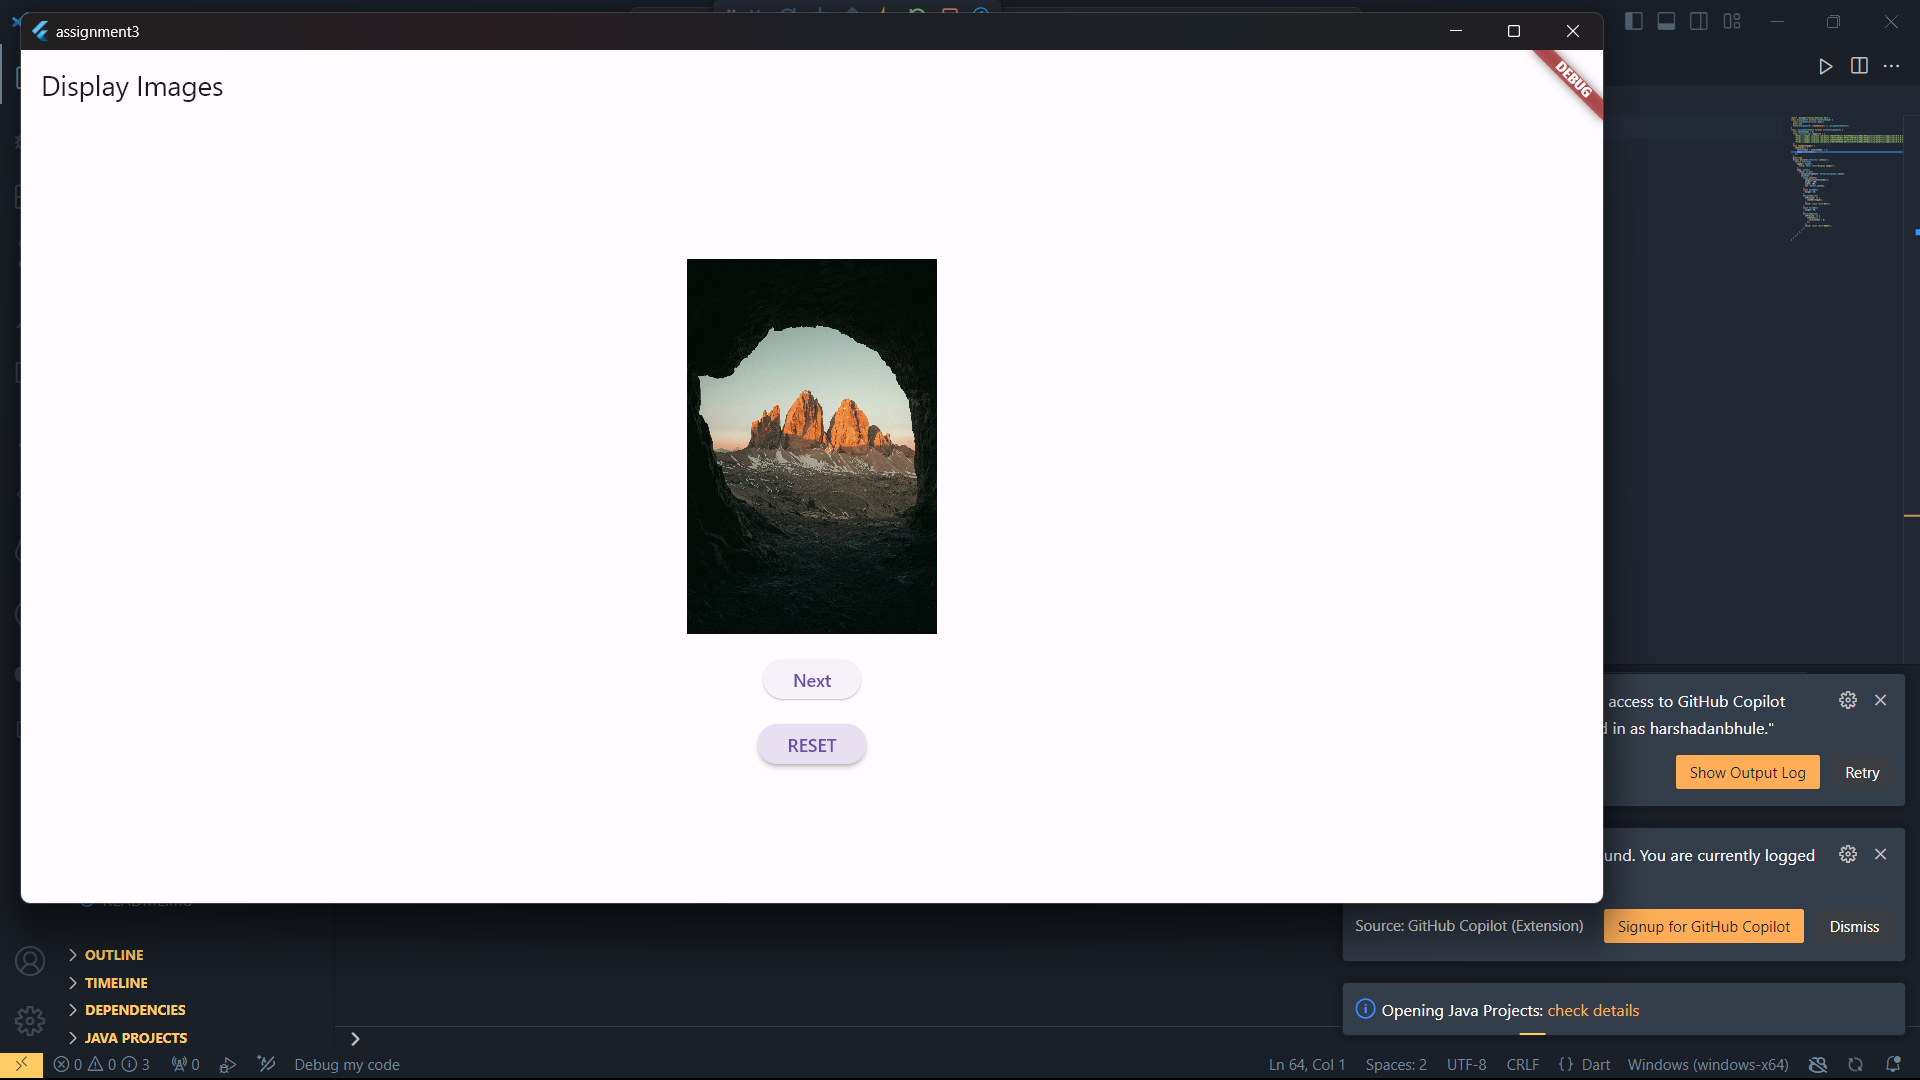 assignment3
Display Images
DEBUG
Next
RESET
access to GitHub Copilot
d in as harshadanbhule."
Show Output Log
Retry
und. You are currently logged
Source: GitHub Copilot (Extension)
Signup for GitHub Copilot
Dismiss
OUTLINE
TIMELINE
DEPENDENCIES
JAVA PROJECTS
Opening Java Projects: check details
0 0 3 0 Debug my code
Ln 64, Col 1 Spaces: 2 UTF-8 CRLF {} Dart Windows (windows-x64)